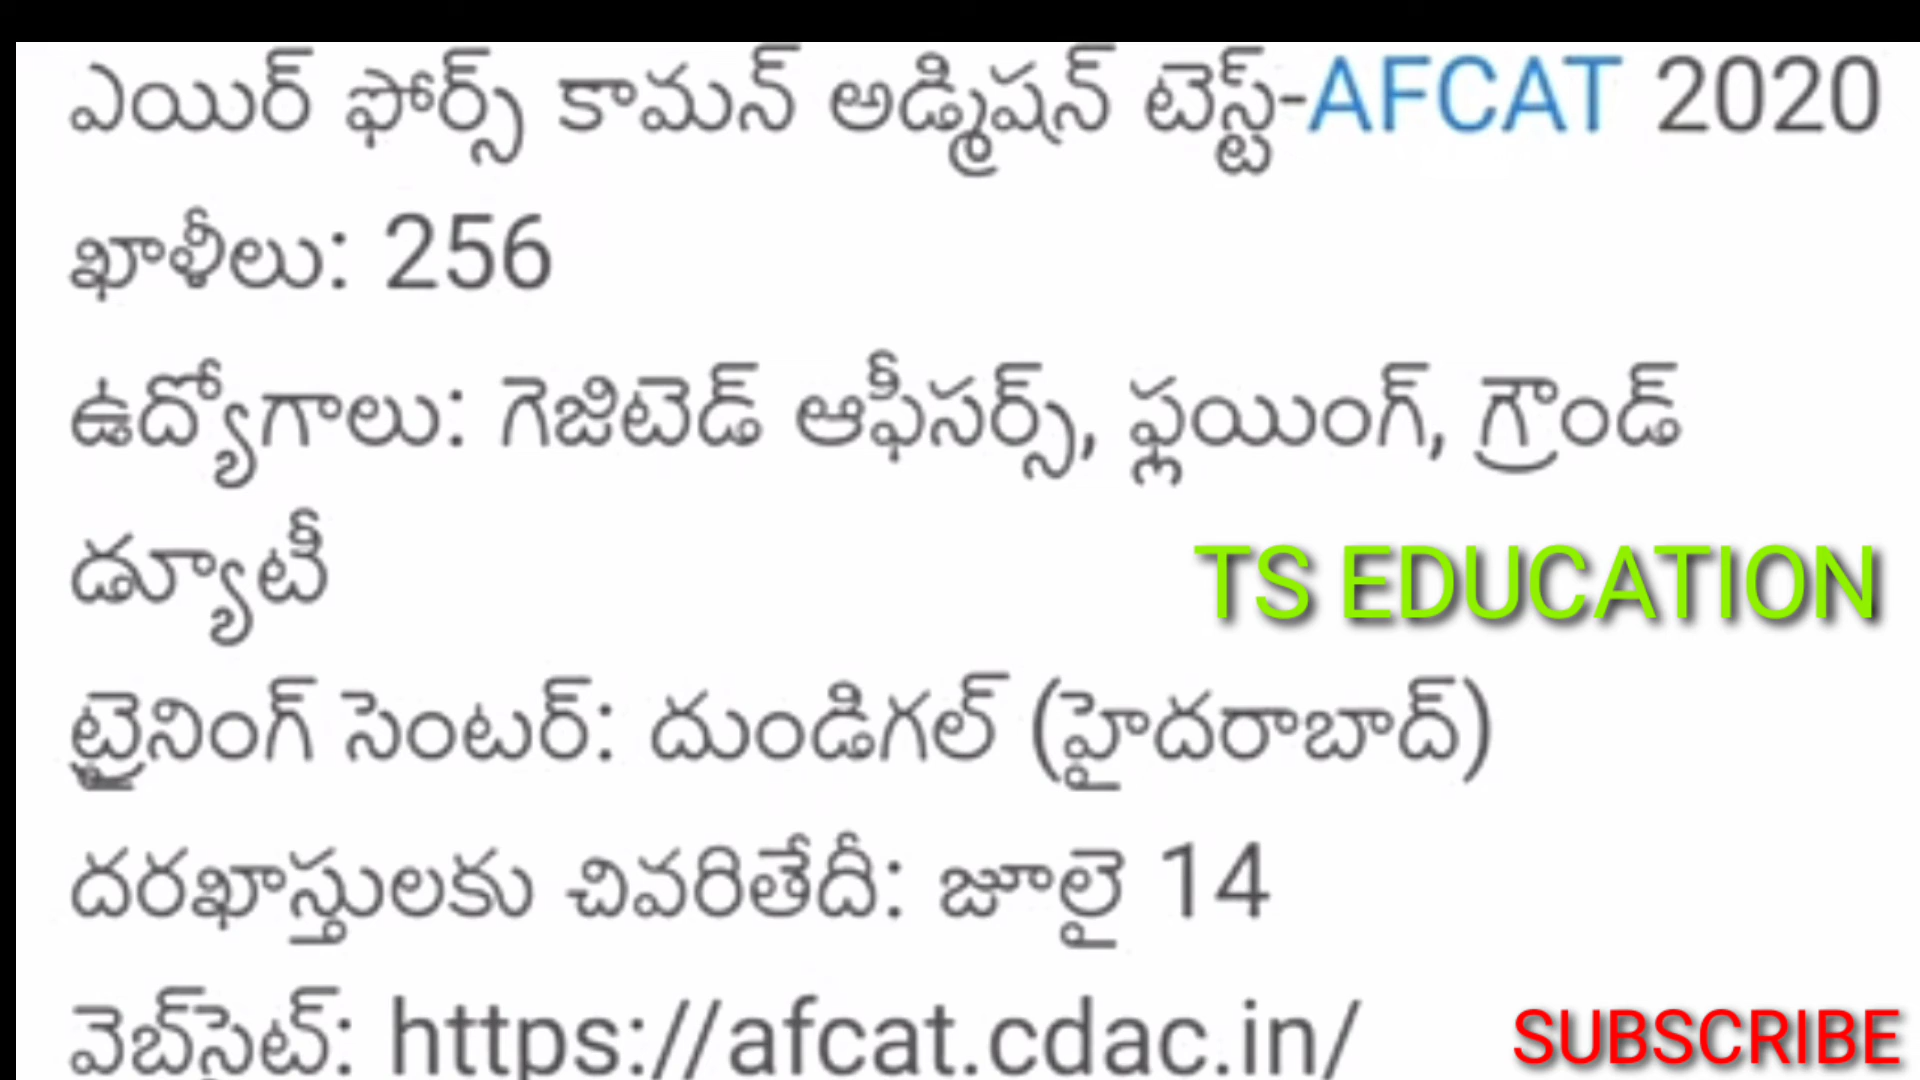 ఎయిర్ ఫోర్స్ కామన్ అడ్మిషన్ టెస్ట్-AFCAT 2020
ఖాళీలు: 256
ఉద్యోగాలు: గెజిటెడ్ ఆఫీసర్స్, ఫ్లయింగ్, గ్రౌండ్
డ్యూటీ
TS EDUCATION
ట్రైనింగ్ సెంటర్: దుండిగల్ (హైదరాబాద్)
దరఖాస్తులకు చివరితేదీ: జూలై 14
వెబ్‌సైట్: https://afcat.cdac.in/
SUBSCRIBE